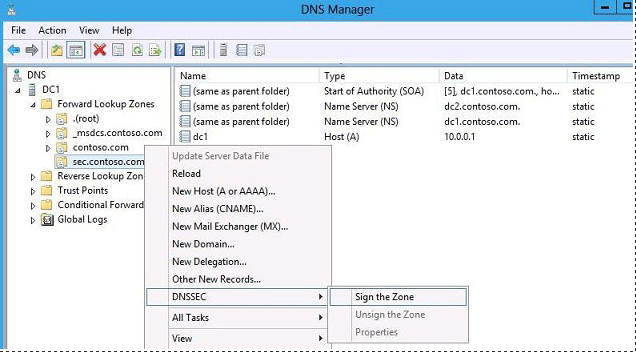 DNS Manager
File Action View Help
DNS
DC1
Forward Lookup Zones
.(root)
_msdcs.contoso.com
contoso.com
sec.contoso.com
Reverse Lookup Zon
Trust Points
Conditional Forward
Global Logs
Name Type Data Timestamp
(same as parent folder) Start of Authority (SOA) [5], dc1.contoso.com., ho... static
(same as parent folder) Name Server (NS) dc2.contoso.com. static
(same as parent folder) Name Server (NS) dc1.contoso.com. static
dc1 Host (A) 10.0.0.1 static
Update Server Data File
Reload
New Host (A or AAAA)...
New Alias (CNAME)...
New Mail Exchanger (MX)...
New Domain...
New Delegation...
Other New Records...
DNSSEC
All Tasks
View
Sign the Zone
Unsign the Zone
Properties